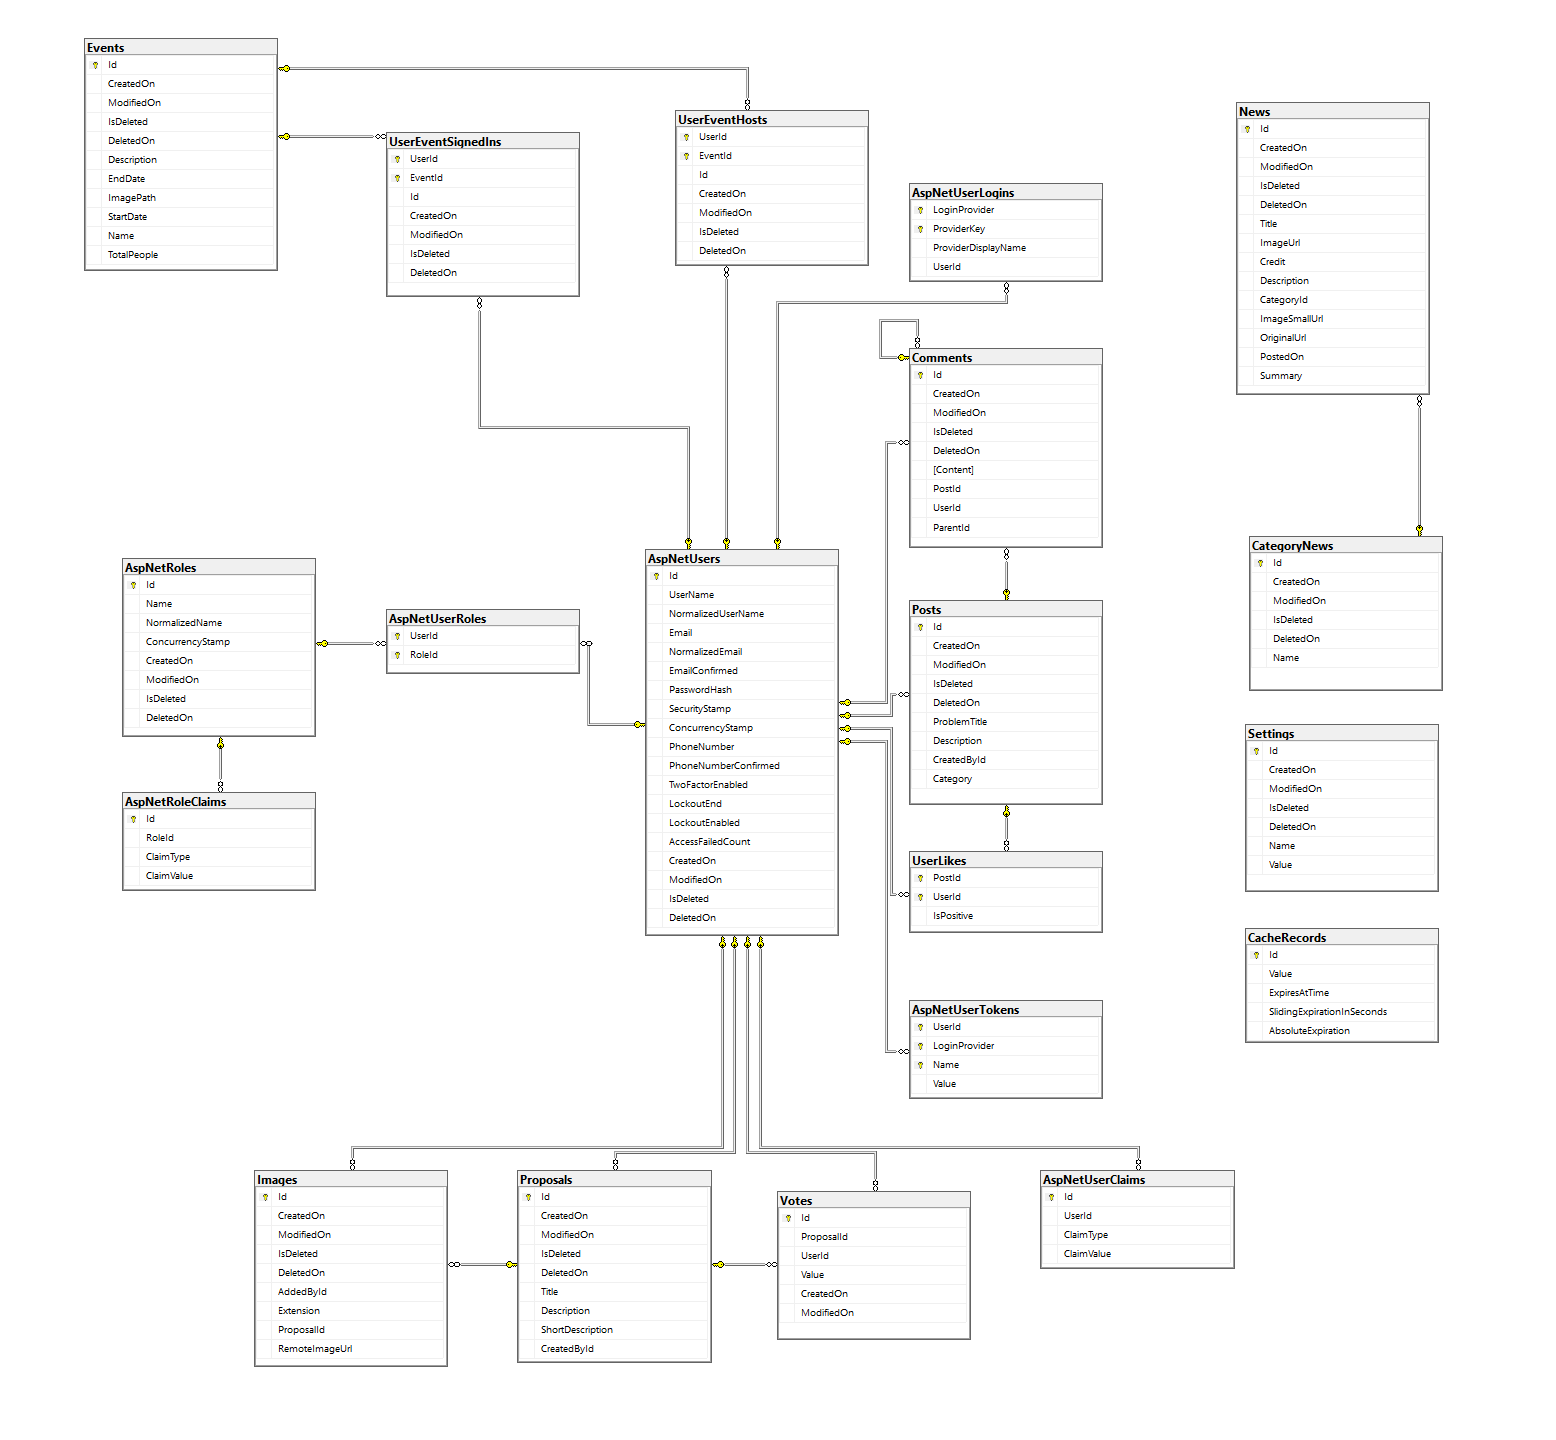 Events
Id
CreatedOn
ModifiedOn
IsDeleted
DeletedOn
Description
EndDate
ImagePath
StartDate
Name
TotalPeople
UserEventSignedIns
UserId
EventId
Id
CreatedOn
ModifiedOn
IsDeleted
DeletedOn
UserEventHosts
UserId
EventId
Id
CreatedOn
ModifiedOn
IsDeleted
DeletedOn
AspNetUserLogins
LoginProvider
ProviderKey
ProviderDisplayName
UserId
News
Id
CreatedOn
ModifiedOn
IsDeleted
DeletedOn
Title
ImageUrl
Credit
Description
CategoryId
ImageSmallUrl
OriginalUrl
PostedOn
Summary
Comments
Id
CreatedOn
ModifiedOn
IsDeleted
DeletedOn
[Content]
PostId
UserId
ParentId
AspNetRoles
Id
Name
NormalizedName
ConcurrencyStamp
CreatedOn
ModifiedOn
IsDeleted
DeletedOn
AspNetUserRoles
UserId
RoleId
AspNetUsers
Id
UserName
NormalizedUserName
Email
NormalizedEmail
EmailConfirmed
PasswordHash
SecurityStamp
ConcurrencyStamp
PhoneNumber
PhoneNumberConfirmed
TwoFactorEnabled
LockoutEnd
LockoutEnabled
AccessFailedCount
CreatedOn
ModifiedOn
IsDeleted
DeletedOn
Posts
Id
CreatedOn
ModifiedOn
IsDeleted
DeletedOn
ProblemTitle
Description
CreatedById
Category
CategoryNews
Id
CreatedOn
ModifiedOn
IsDeleted
DeletedOn
Name
Settings
Id
CreatedOn
ModifiedOn
IsDeleted
DeletedOn
Name
Value
AspNetRoleClaims
Id
RoleId
ClaimType
ClaimValue
UserLikes
PostId
UserId
IsPositive
CacheRecords
Id
Value
ExpiresAtTime
SlidingExpirationInSeconds
AbsoluteExpiration
AspNetUserTokens
UserId
LoginProvider
Name
Value
Images
Id
CreatedOn
ModifiedOn
IsDeleted
DeletedOn
AddedById
Extension
ProposalId
RemoteImageUrl
Proposals
Id
CreatedOn
ModifiedOn
IsDeleted
DeletedOn
Title
Description
ShortDescription
CreatedById
Votes
Id
ProposalId
UserId
Value
CreatedOn
ModifiedOn
AspNetUserClaims
Id
UserId
ClaimType
ClaimValue